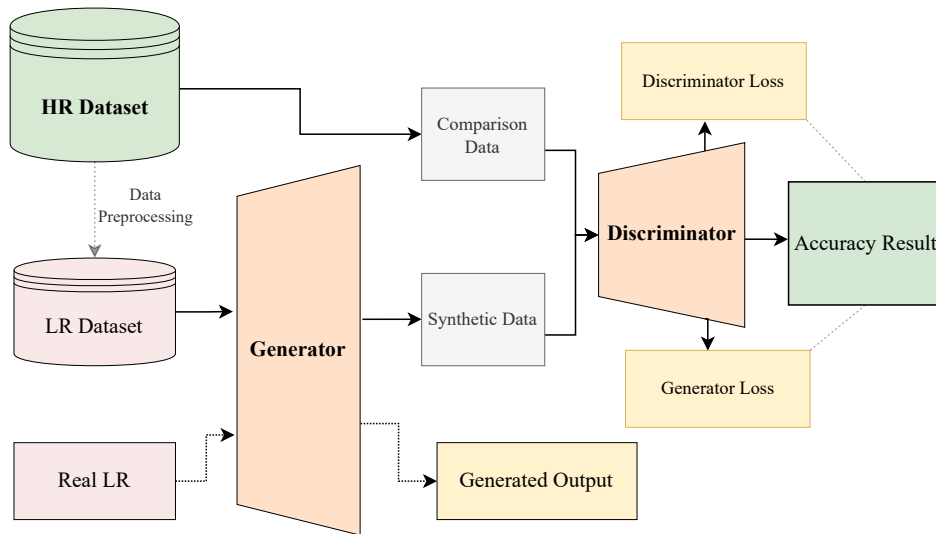 HR Dataset
Data
Preprocessing
LR Dataset
Real LR
Generator
Comparison
Data
Synthetic Data
Generated Output
Discriminator Loss
Discriminator
Generator Loss
Accuracy Result